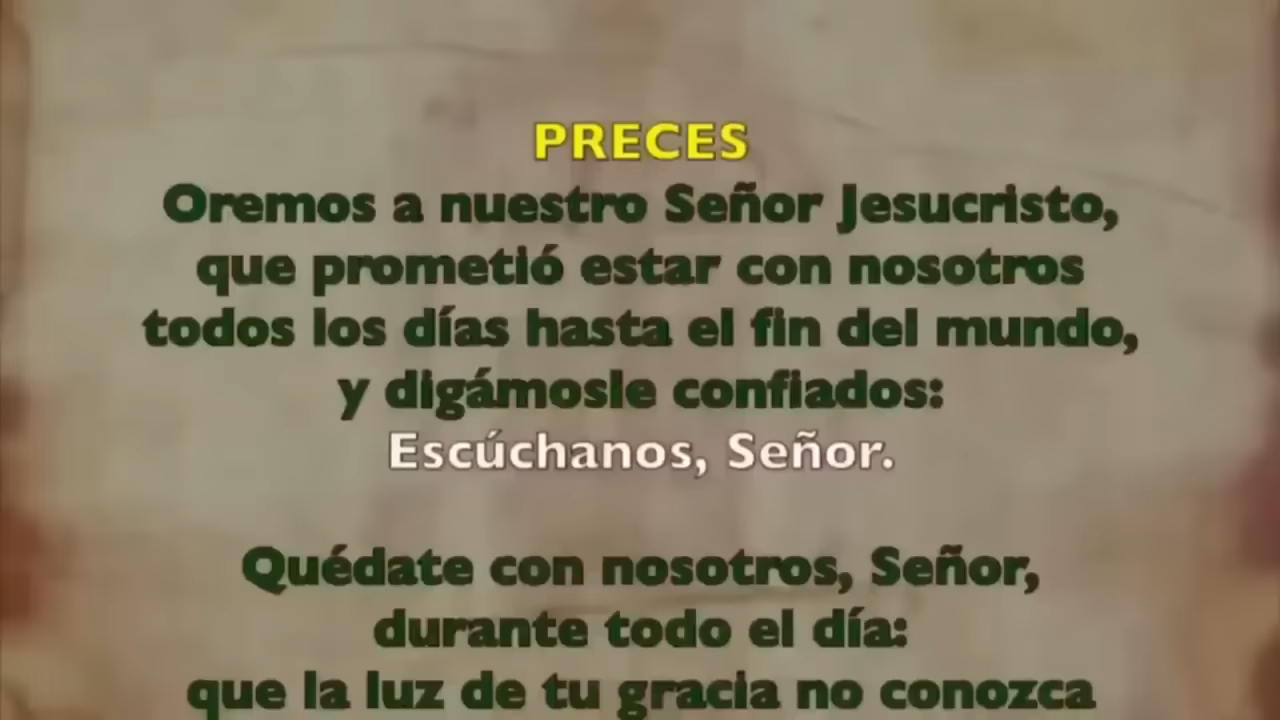 PRECES
Oremos a nuestro Señor Jesucristo,
que prometió estar con nosotros
todos los días hasta el fin del mundo,
y digámosle confiados:
Escúchanos, Señor.
Quédate con nosotros, Señor,
durante todo el día:
que la luz de tu gracia no conozca